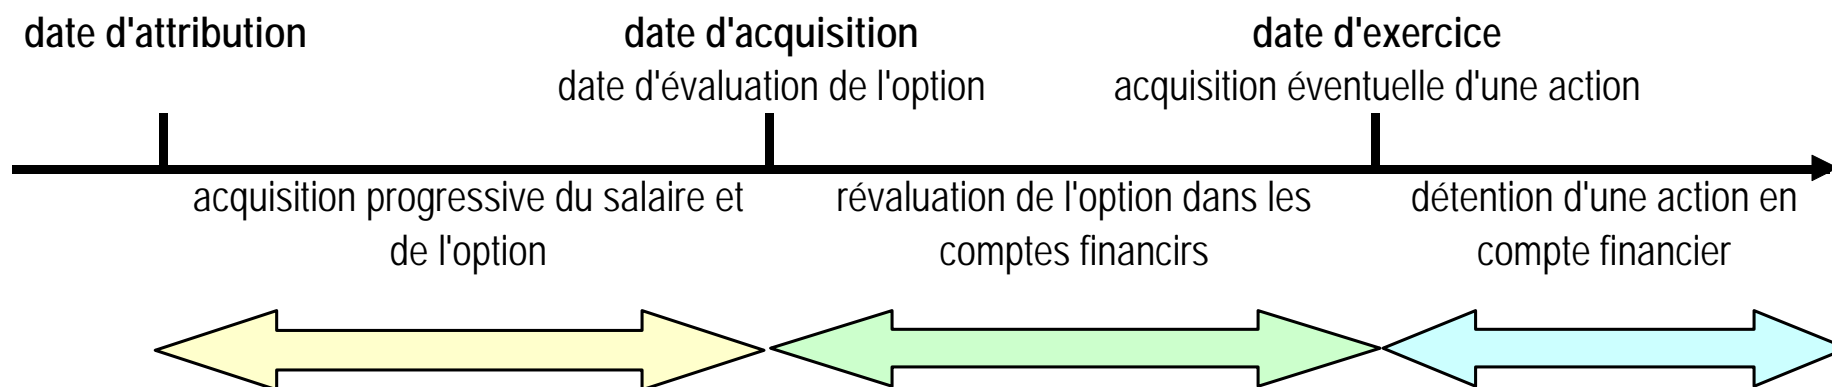 date d'attribution
date d'acquisition
date d'évaluation de l'option
date d'exercice
acquisition éventuelle d'une action
acquisition progressive du salaire et
de l'option
révaluation de l'option dans les
comptes financirs
détention d'une action en
compte financier